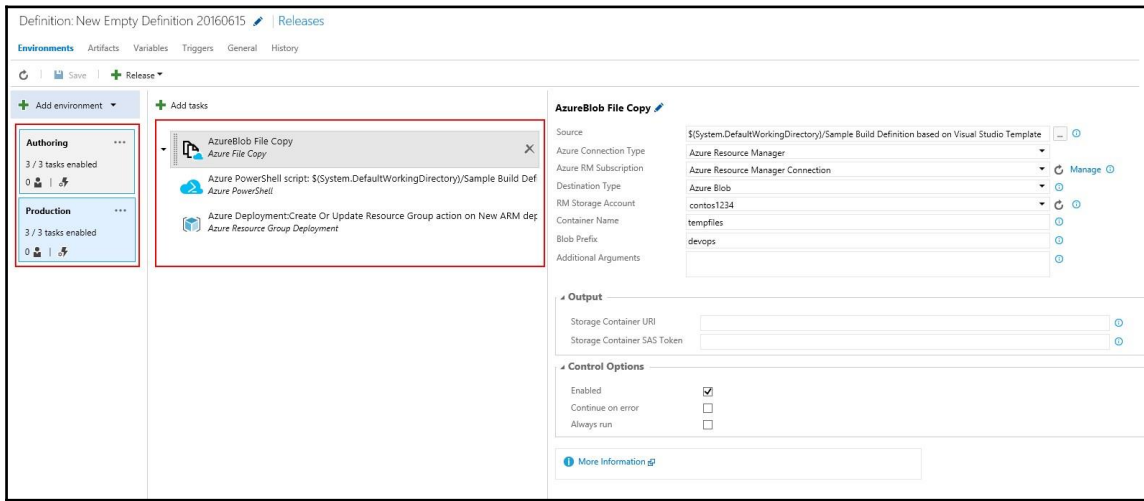 Definition: New Empty Definition 20160615 | Releases
Environments Artifacts Variables Triggers General History
Save | Release
Add environment
Authoring ...
3 / 3 tasks enabled
0 |
Production ...
3 / 3 tasks enabled
0 |
Add tasks
AzureBlob File Copy
Azure File Copy
Azure PowerShell script: $(System.DefaultWorkingDirectory)/Sample Build Def
Azure PowerShell
Azure Deployment:Create Or Update Resource Group action on New ARM dep
Azure Resource Group Deployment
AzureBlob File Copy
Source $(System.DefaultWorkingDirectory)/Sample Build Definition based on Visual Studio Template ...
Azure Connection Type Azure Resource Manager
Azure RM Subscription Azure Resource Manager Connection Manage
Destination Type Azure Blob
RM Storage Account contos1234
Container Name tempfiles
Blob Prefix devops
Additional Arguments
Output
Storage Container URI
Storage Container SAS Token
Control Options
Enabled
Continue on error
Always run
More Information